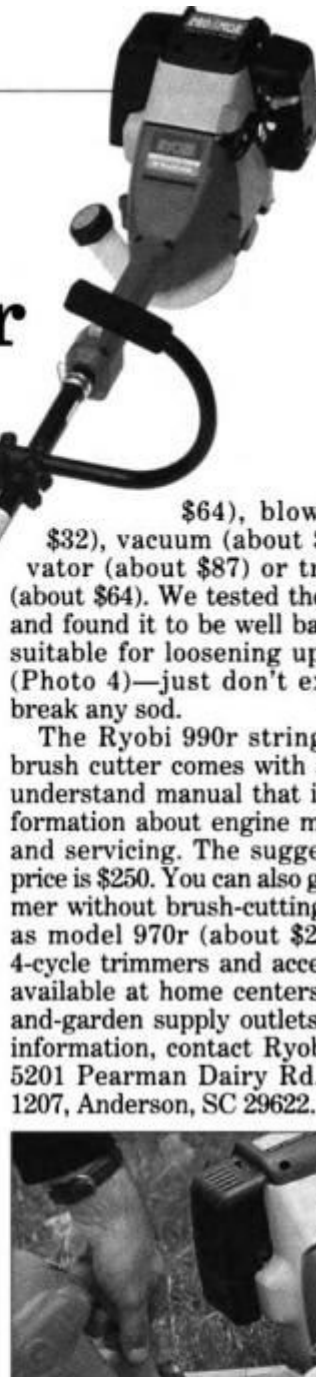 r
$64), blow
$32), vacuum (about $
vator (about $87) or tr
(about $64). We tested the
and found it to be well ba
suitable for loosening up
(Photo 4)—just don't ex
break any sod.
The Ryobi 990r string
brush cutter comes with
understand manual that i
formation about engine m
and servicing. The sugge
price is $250. You can also g
mer without brush-cutting
as model 970r (about $2
4-cycle trimmers and acce
available at home centers
and-garden supply outlets
information, contact Ryob
5201 Pearman Dairy Rd.
1207, Anderson, SC 29622.